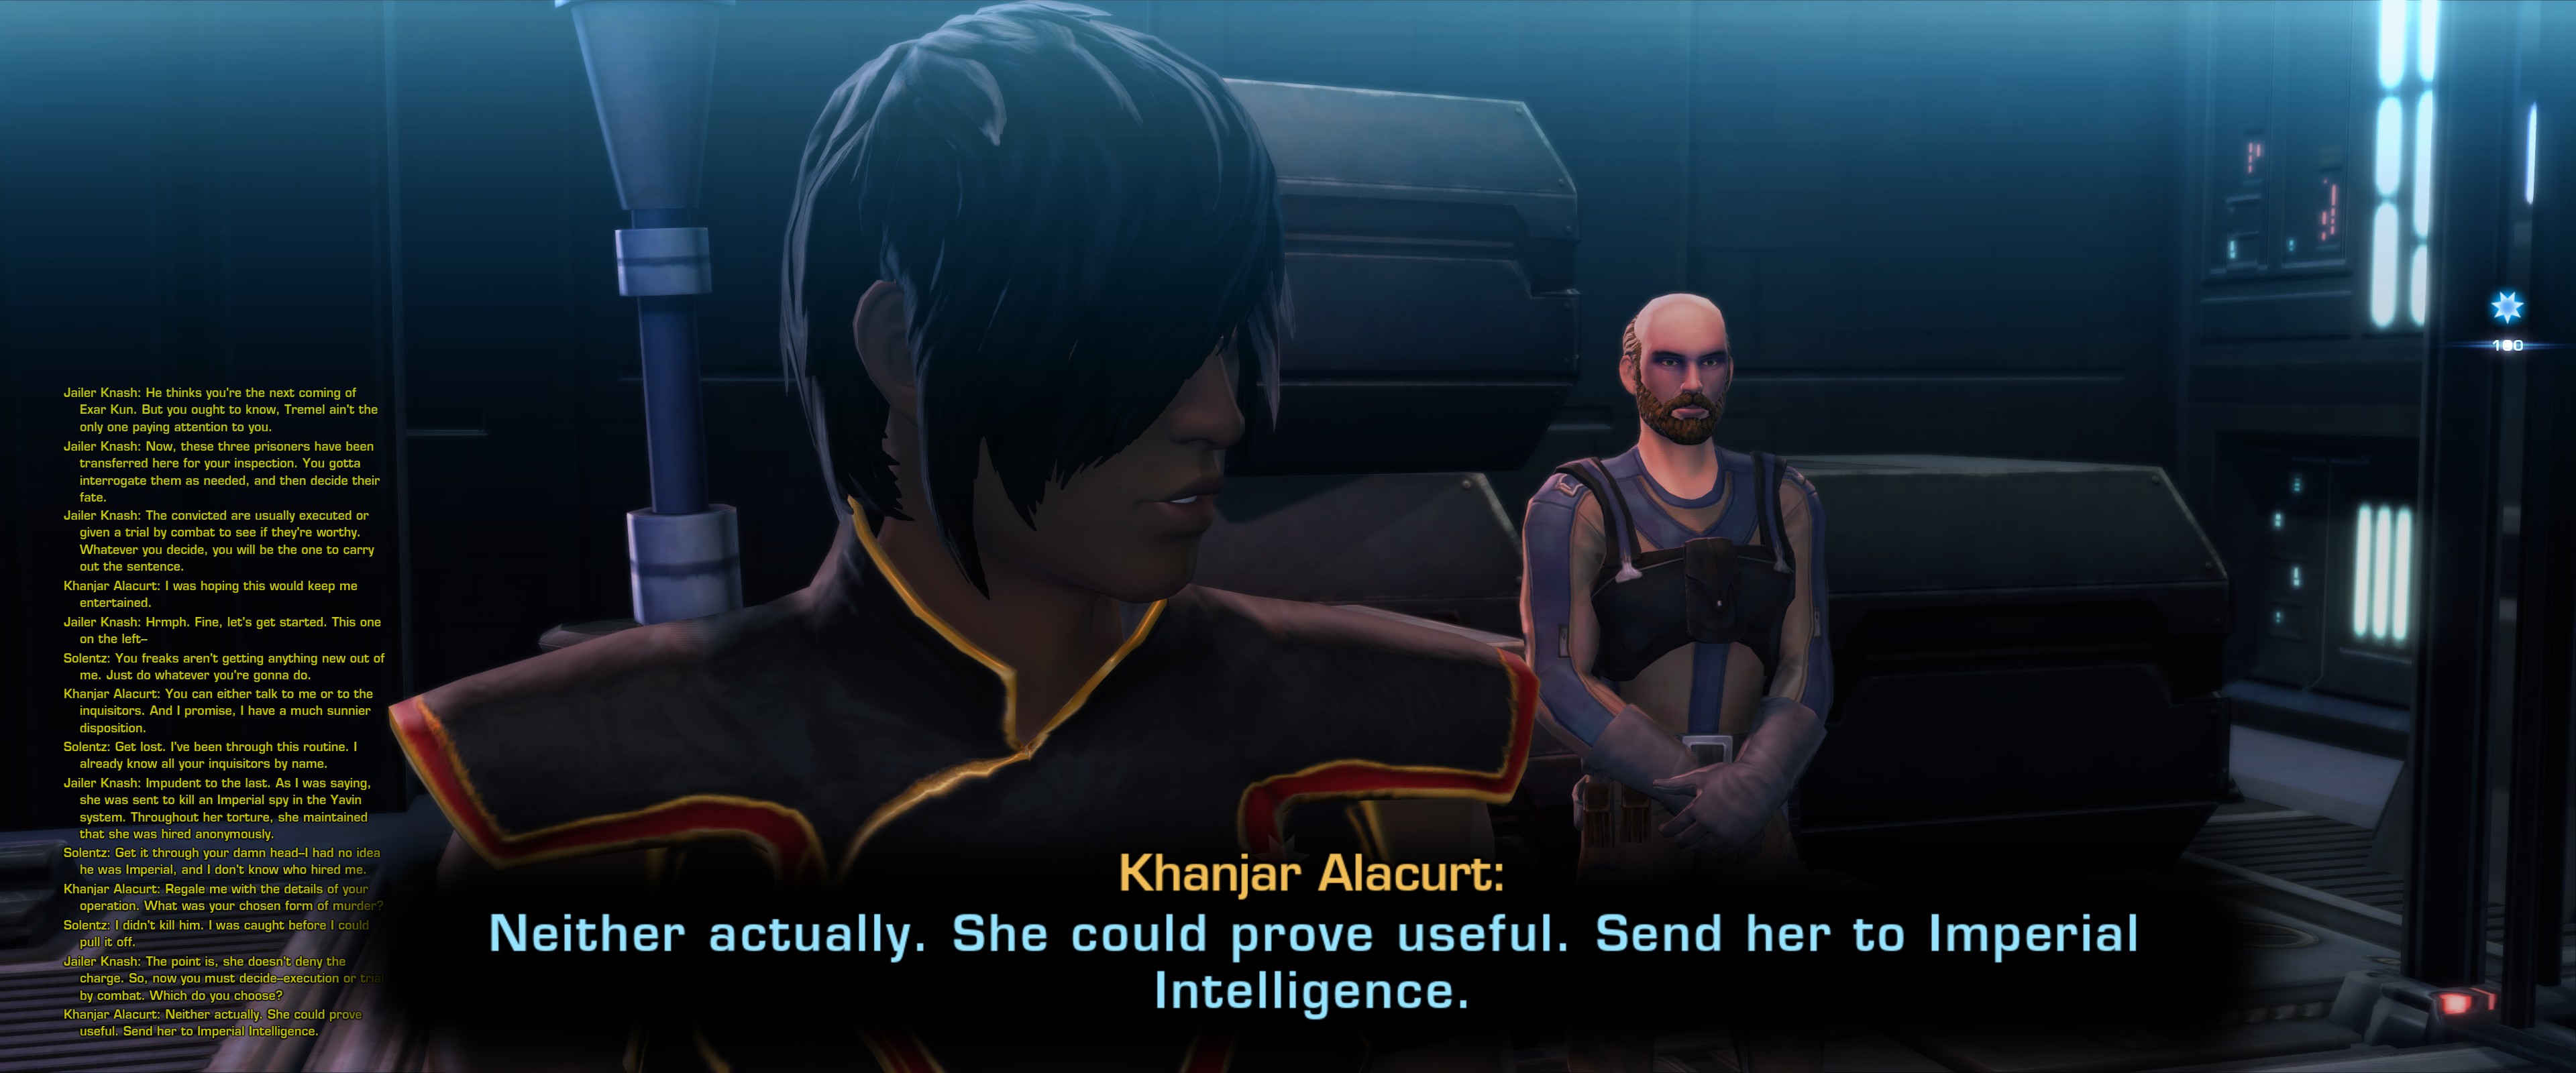 Jailer Knash: He thinks you're the next coming of
Exar Kun. But you ought to know, Tremel ain't the
only one paying attention to you.
Jailer Knash: Now, these three prisoners have been
transferred here for your inspection. You gotta
interrogate them as needed, and then decide their
fate.
Jailer Knash: The convicted are usually executed or
given a trial by combat to see if they're worthy.
Whatever you decide, you will be the one to carry
out the sentence.
Khanjar Alacurt: I was hoping this would keep me
entertained.
Jailer Knash: Hrmph. Fine, let's get started. This one
on the left–
Solentz: You freaks aren't getting anything new out of
me. Just do whatever you're gonna do.
Khanjar Alacurt: You can either talk to me or to the
inquisitors. And I promise, I have a much sunnier
disposition.
Solentz: Get lost. I've been through this routine. I
already know all your inquisitors by name.
Jailer Knash: Impudent to the last. As I was saying,
she was sent to kill an Imperial spy in the Yavin
system. Throughout her torture, she maintained
that she was hired anonymously.
Solentz: Get it through your damn head–I had no idea
he was Imperial, and I don't know who hired me.
Khanjar Alacurt: Regale me with the details of your
operation. What was your chosen form of murder?
Solentz: I didn't kill him. I was caught before I could
pull it off.
Jailer Knash: The point is, she doesn't deny the
charge. So, now you must decide–execution or trial
by combat. Which do you choose?
Khanjar Alacurt: Neither actually. She could prove
useful. Send her to Imperial Intelligence.
Khanjar Alacurt:
Neither actually. She could prove useful. Send her to Imperial
Intelligence.
100